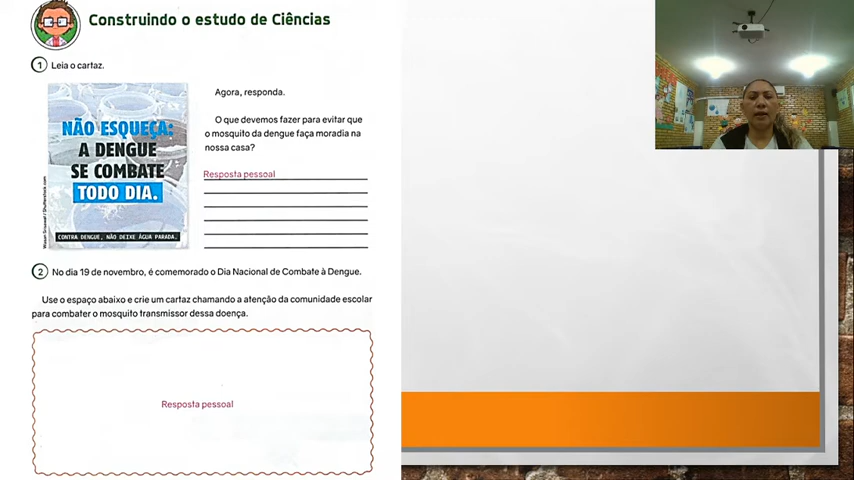 Construindo o estudo de Ciências
1 Leia o cartaz.
NÃO ESQUEÇA:
A DENGUE
SE COMBATE
TODO DIA.
CONTRA DENGUE, NÃO DEIXE ÁGUA PARADA.
Agora, responda.
O que devemos fazer para evitar que
o mosquito da dengue faça moradia na
nossa casa?
Resposta pessoal
2 No dia 19 de novembro, é comemorado o Dia Nacional de Combate à Dengue.
Use o espaço abaixo e crie um cartaz chamando a atenção da comunidade escolar
para combater o mosquito transmissor dessa doença.
Resposta pessoal